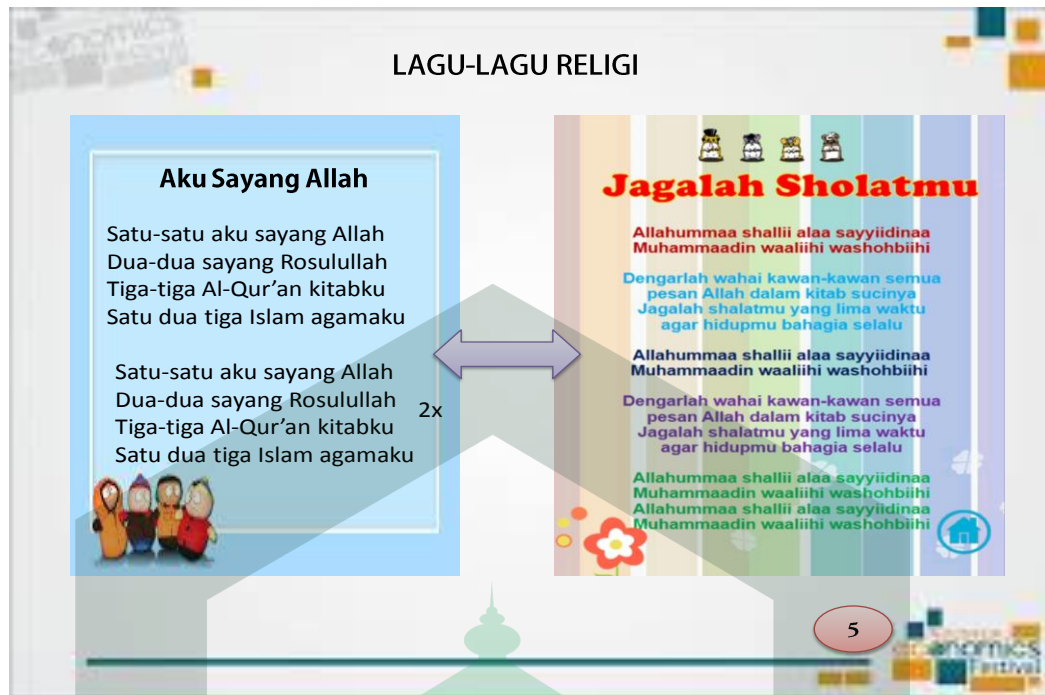 LAGU-LAGU RELIGI
Aku Sayang Allah
Satu-satu aku sayang Allah
Dua-dua sayang Rosulullah
Tiga-tiga Al-Qur’an kitabku
Satu dua tiga Islam agamaku
Satu-satu aku sayang Allah
Dua-dua sayang Rosulullah
Tiga-tiga Al-Qur’an kitabku
Satu dua tiga Islam agamaku
2x
Jagalah Sholatmu
Allahummaa shallii alaa sayyiidinaa
Muhammaadin waaliihi washohbiihi
Dengarlah wahai kawan-kawan semua
pesan Allah dalam kitab sucinya
Jagalah shalatmu yang lima waktu
agar hidupmu bahagia selalu
Allahummaa shallii alaa sayyiidinaa
Muhammaadin waaliihi washohbiihi
Dengarlah wahai kawan-kawan semua
pesan Allah dalam kitab sucinya
Jagalah shalatmu yang lima waktu
agar hidupmu bahagia selalu
Allahummaa shallii alaa sayyiidinaa
Muhammaadin waaliihi washohbiihi
Allahummaa shallii alaa sayyiidinaa
Muhammaadin waaliihi washohbiihi
5
economics
Festival